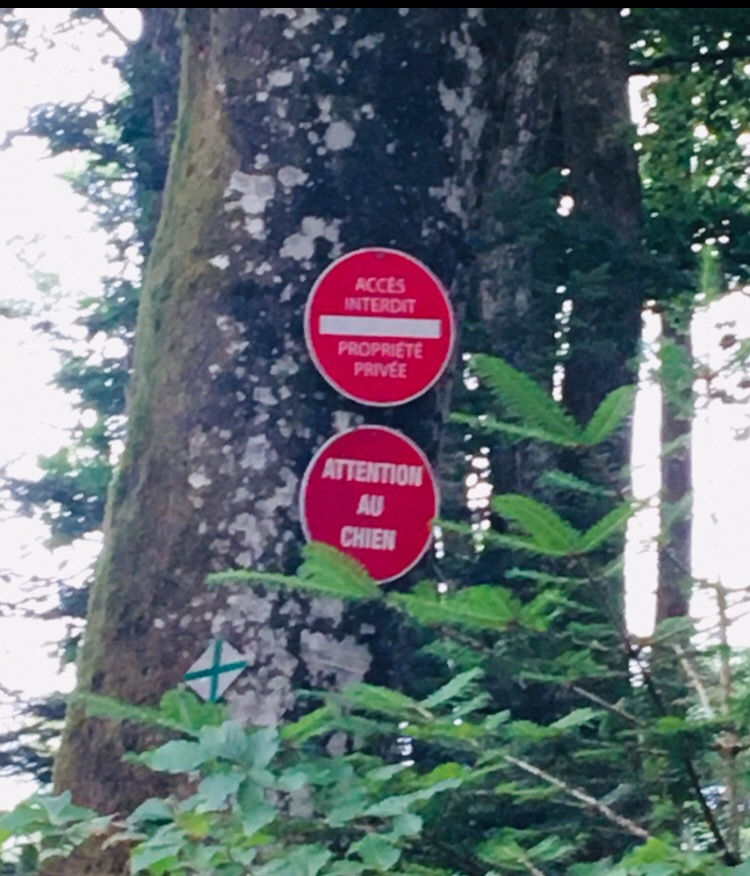 ACCÈS
INTERDIT
PROPRIÉTÉ
PRIVÉE
ATTENTION
AU
CHIEN